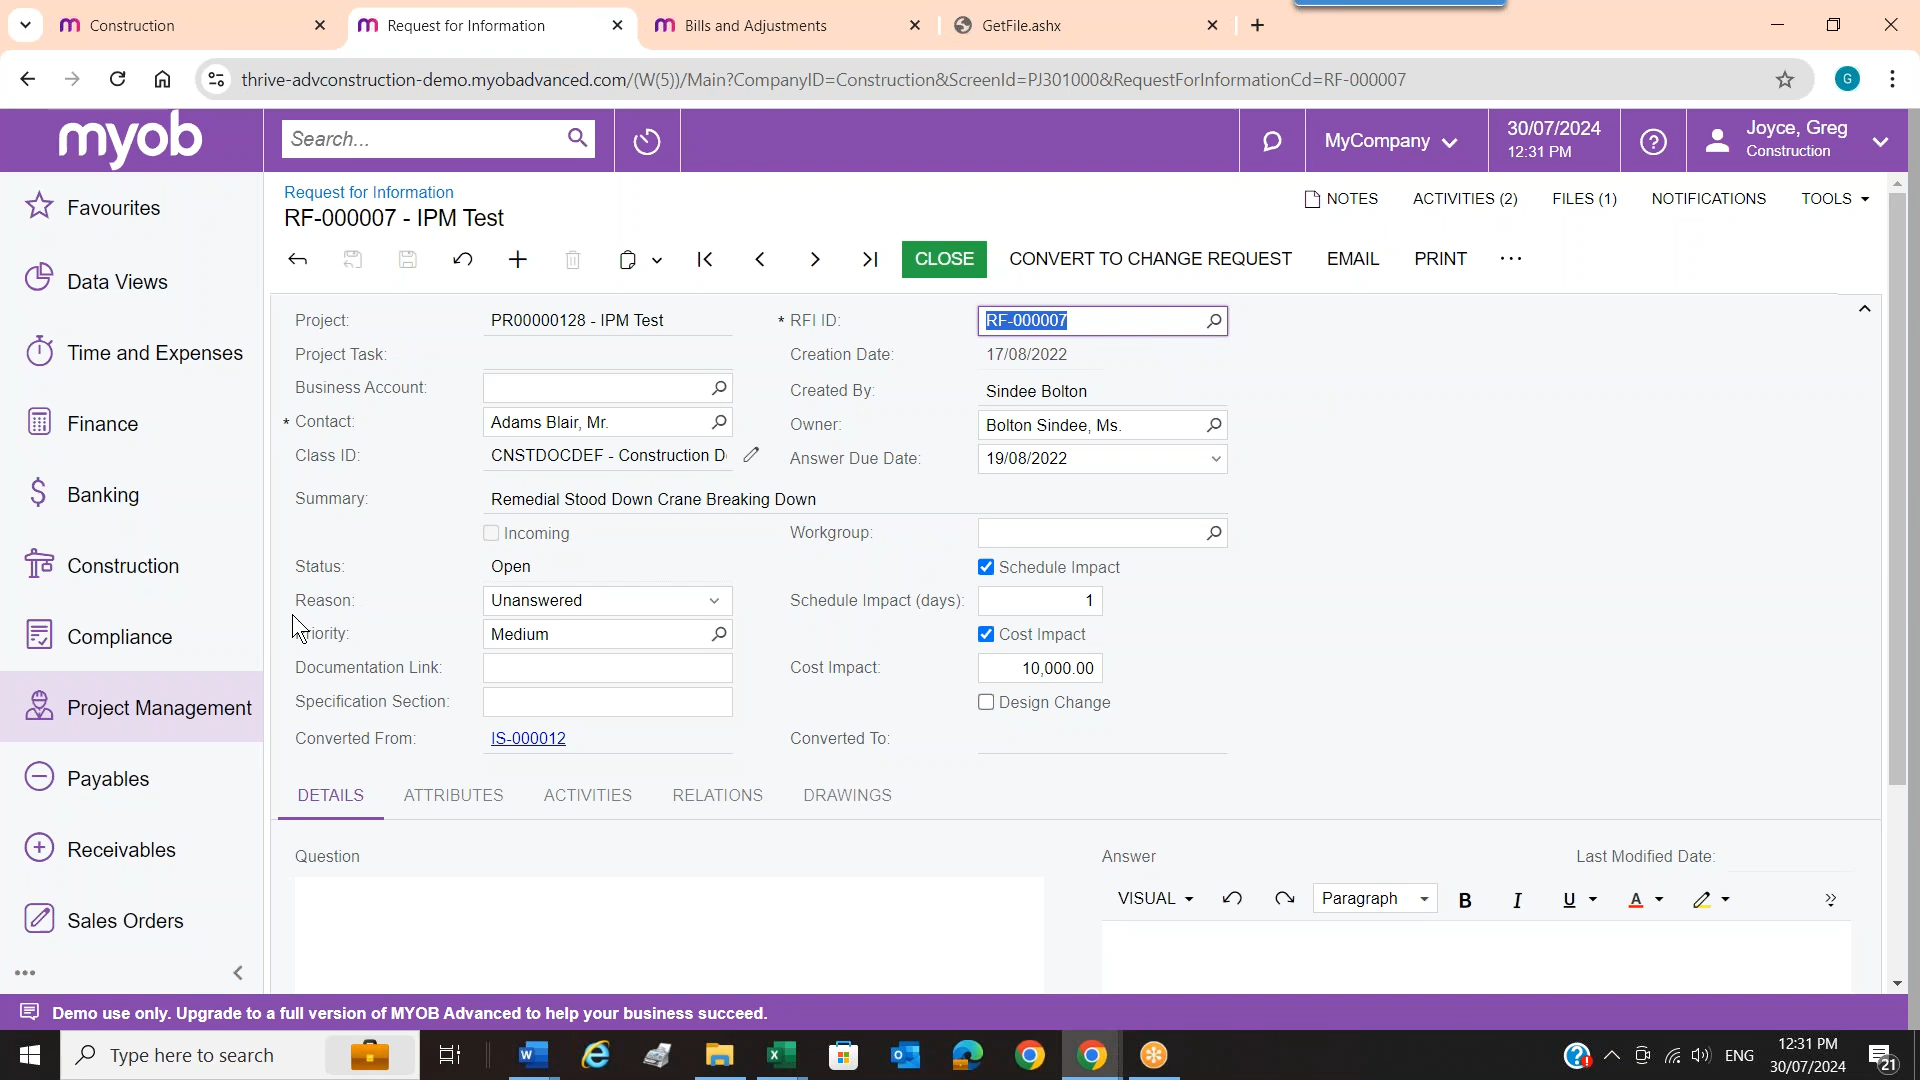 Construction
Request for Information
Bills and Adjustments
GetFile.ashx
thrive-advconstruction-demo.myobadvanced.com/(W(5))/Main?CompanyID=Construction&ScreenId=PJ301000&RequestForInformationCd=RF-000007
G
myob
Search...
MyCompany
30/07/2024
12:31 PM
Joyce, Greg
Construction
Favourites
Data Views
Time and Expenses
Finance
Banking
Construction
Compliance
Project Management
Payables
Receivables
Sales Orders
Request for Information
RF-000007 - IPM Test
NOTES
ACTIVITIES (2)
FILES (1)
NOTIFICATIONS
TOOLS
CLOSE
CONVERT TO CHANGE REQUEST
EMAIL
PRINT
Project: PR00000128 - IPM Test
* RFI ID: RF-000007
Project Task:
Creation Date: 17/08/2022
Business Account:
Created By: Sindee Bolton
* Contact: Adams Blair, Mr.
Owner: Bolton Sindee, Ms.
Class ID: CNSTDOCDEF - Construction D
Answer Due Date: 19/08/2022
Summary: Remedial Stood Down Crane Breaking Down
Incoming
Workgroup:
Status: Open
Schedule Impact
Reason: Unanswered
Schedule Impact (days): 1
iority: Medium
Cost Impact
Documentation Link:
Cost Impact: 10,000.00
Specification Section:
Design Change
Converted From: IS-000012
Converted To:
DETAILS
ATTRIBUTES
ACTIVITIES
RELATIONS
DRAWINGS
Question
Answer
Last Modified Date:
VISUAL
Paragraph
B
I
U
A
Demo use only. Upgrade to a full version of MYOB Advanced to help your business succeed.
Type here to search
ENG
12:31 PM
30/07/2024
21